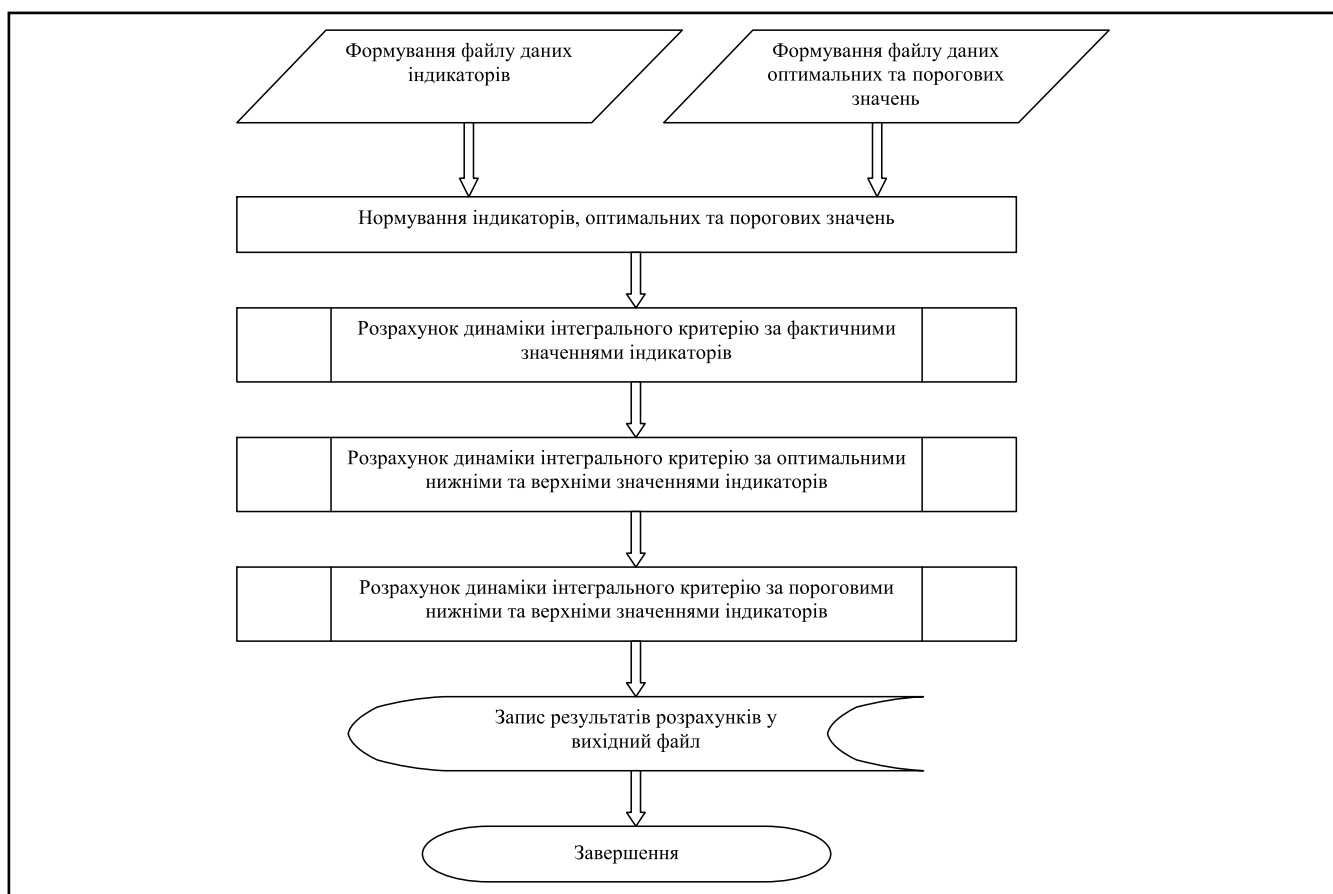 Формування файлу даних
індикаторів
Формування файлу даних
оптимальних та порогових
значень
Нормування індикаторів, оптимальних та порогових значень
Розрахунок динаміки інтегрального критерію за фактичними
значеннями індикаторів
Розрахунок динаміки інтегрального критерію за оптимальними
нижніми та верхніми значеннями індикаторів
Розрахунок динаміки інтегрального критерію за пороговими
нижніми та верхніми значеннями індикаторів
Запис результатів розрахунків у
вихідний файл
Завершення